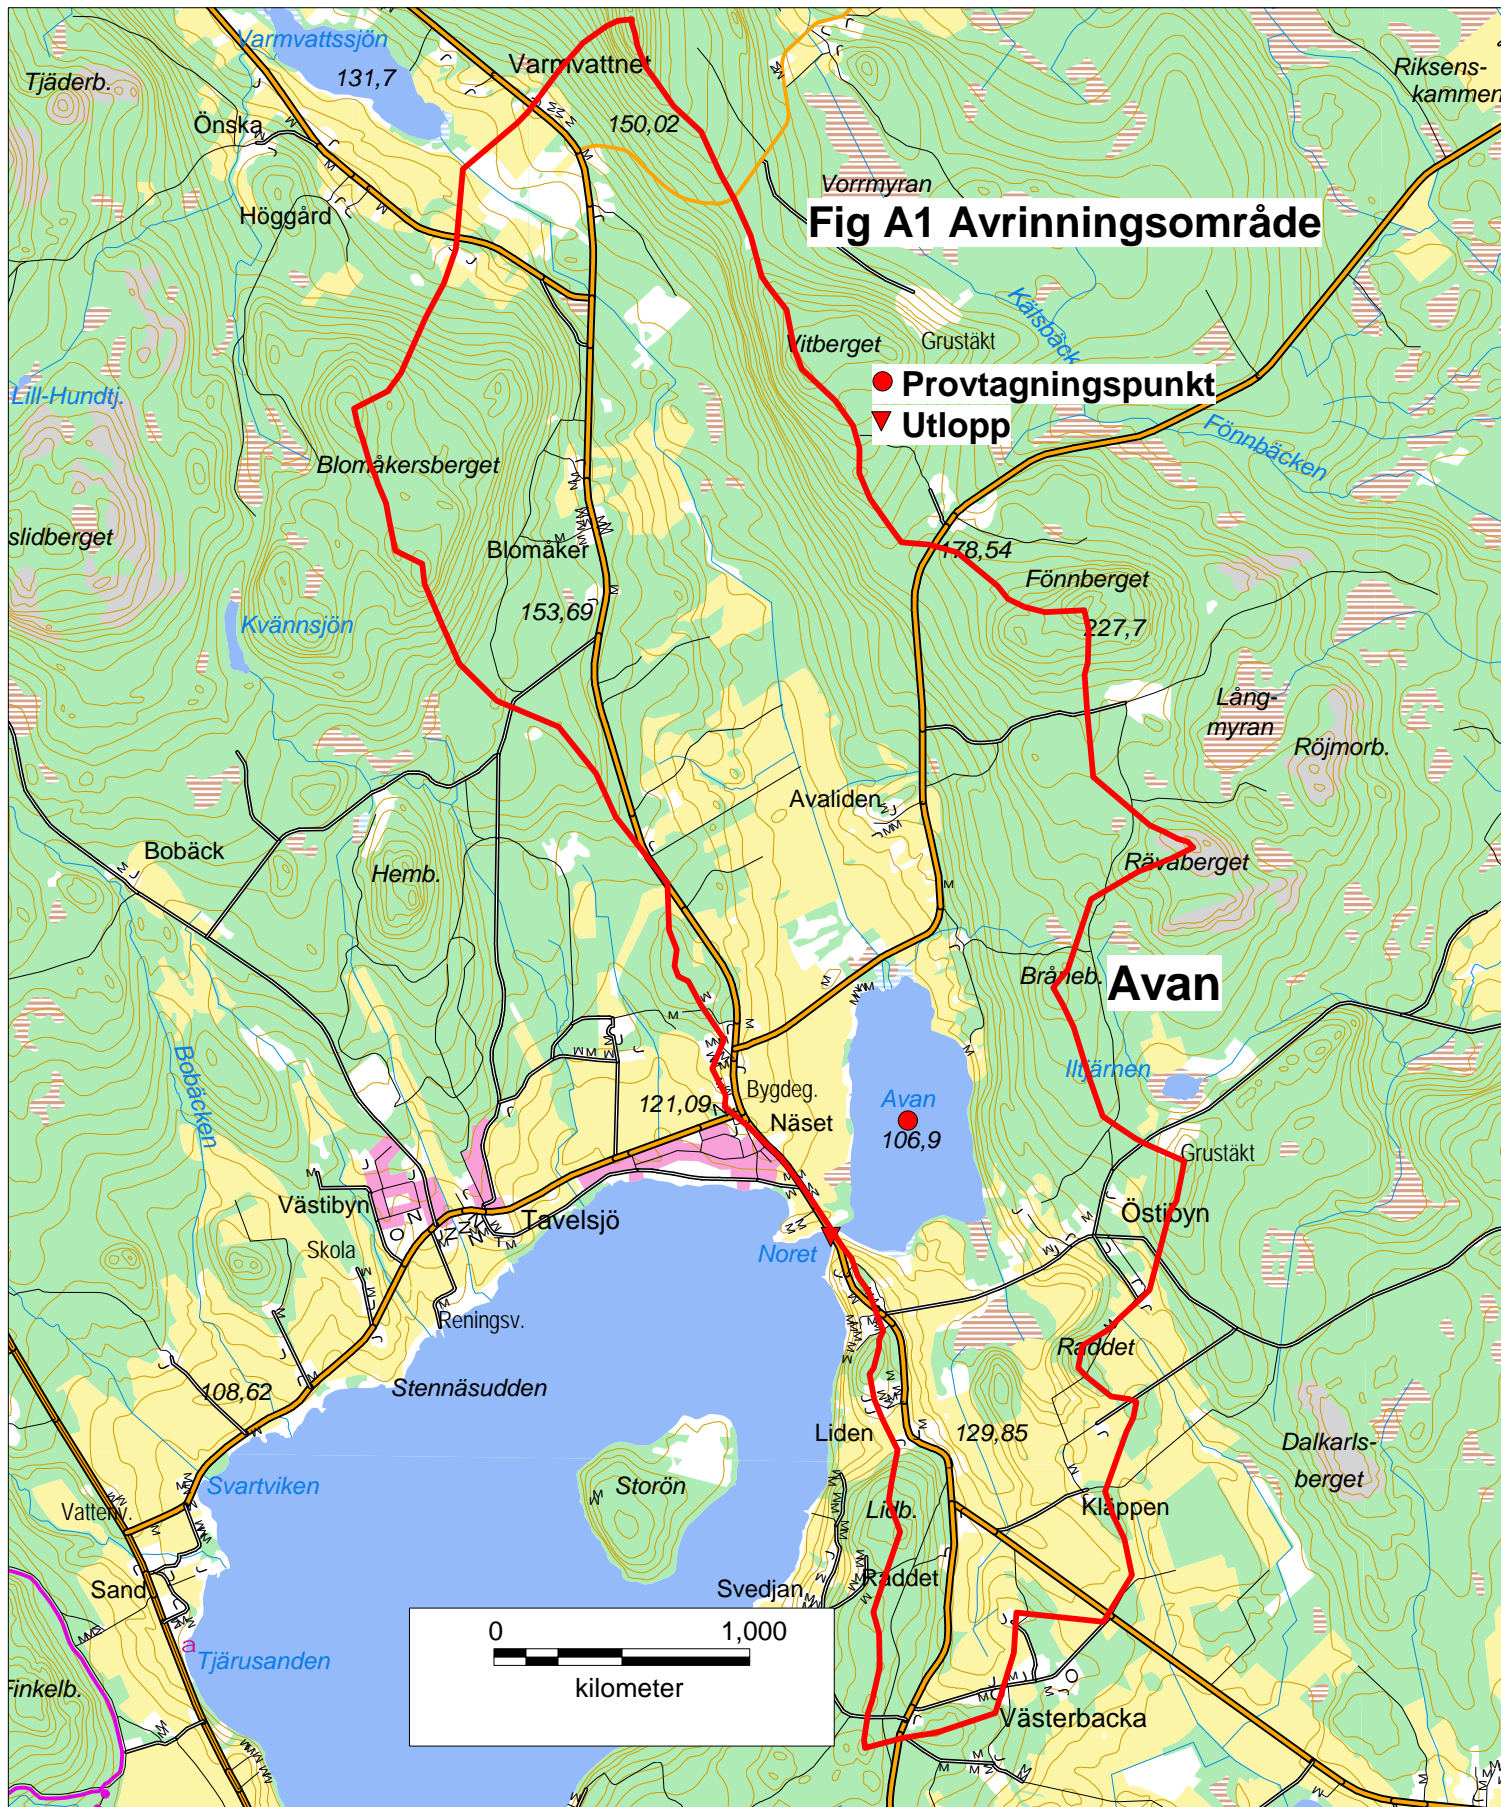 Varmvattssjön
131,7
Varmvattnet
Tjäderb.
Riksens-
kammen
Önska
150,02
Vorrmyran
Höggård
Fig A1 Avrinningsområde
Kälsbäck
Vitberget
Grustäkt
Provtagningspunkt
Lill-Hundtj.
Utlopp
Fönnbäcken
Blomåkersberget
slidberget
Blomåker
178,54
Fönnberget
153,69
Kvännsjön
227,7
Lång-
myran
Röjmorb.
Avaliden
Bobäck
Hemb.
Rävaberget
Bråneb.
Avan
Bobäcken
Iltjärnen
Bygdeg.
121,09
Avan
Näset
106,9
Grustäkt
Västibyn
Tavelsjö
Östibyn
Skola
Noret
Reningsv.
Raddet
108,62
Stennäsudden
Liden
129,85
Dalkarls-
berget
Svartviken
Storön
Vattenv.
Lidb.
Kläppen
Sand
Svedjan
Räddet
0 1,000
kilometer
a
Tjärusanden
Finkelb.
Västerbacka